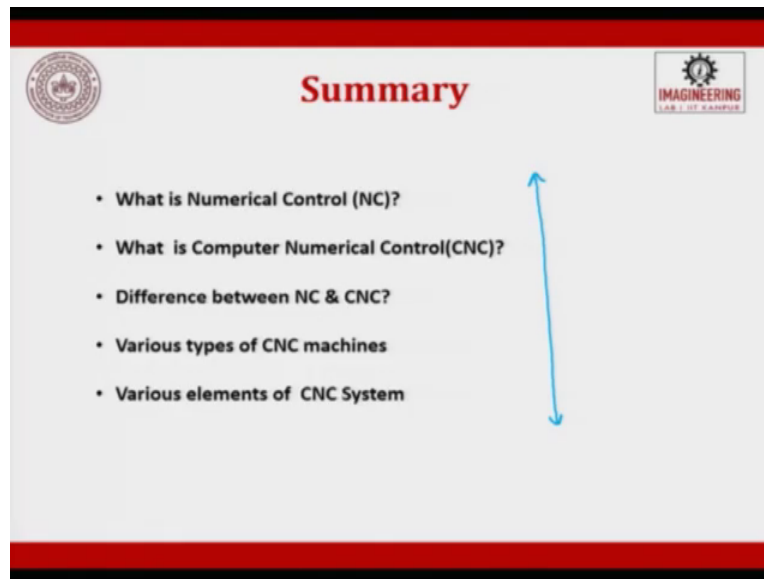 Summary
IMAGINEERING
LAB | IIT KANPUR
• What is Numerical Control (NC)?
• What is Computer Numerical Control(CNC)?
• Difference between NC & CNC?
• Various types of CNC machines
• Various elements of CNC System